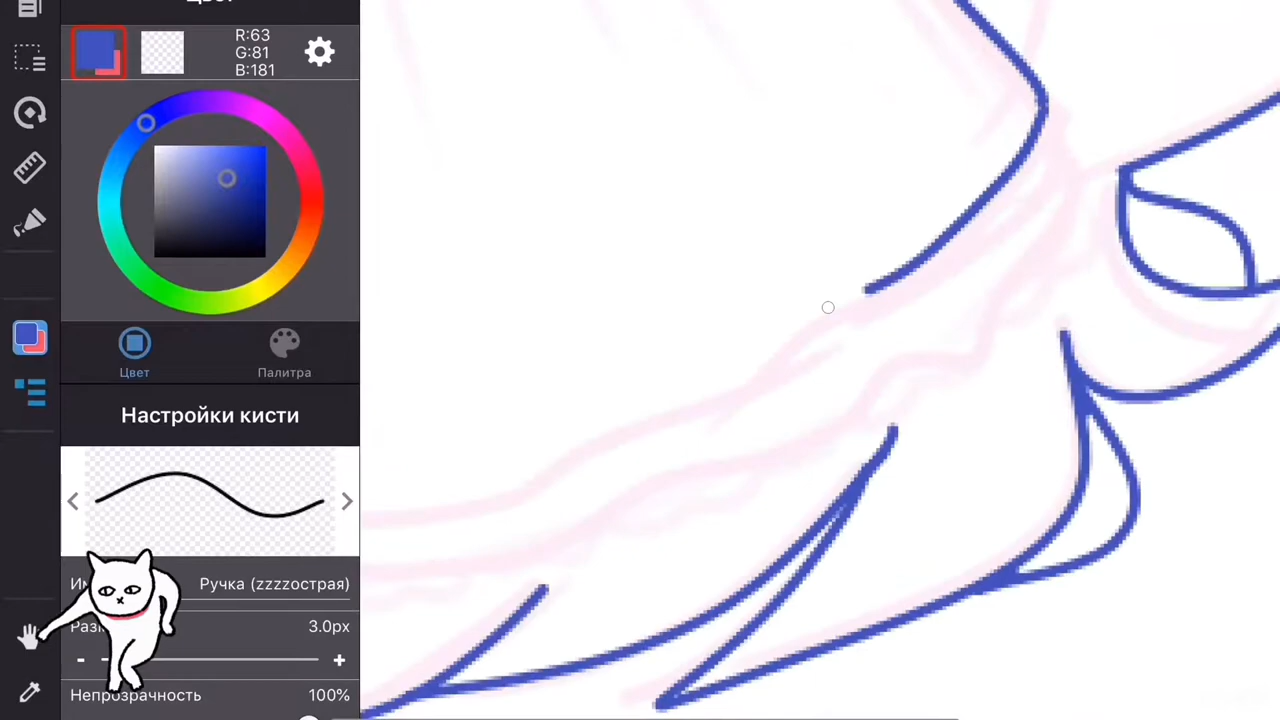 R:63
G:81
B:181
Цвет
Палитра
Настройки кисти
Ручка (zzzzострая)
3.0px
- +
Непрозрачность 100%